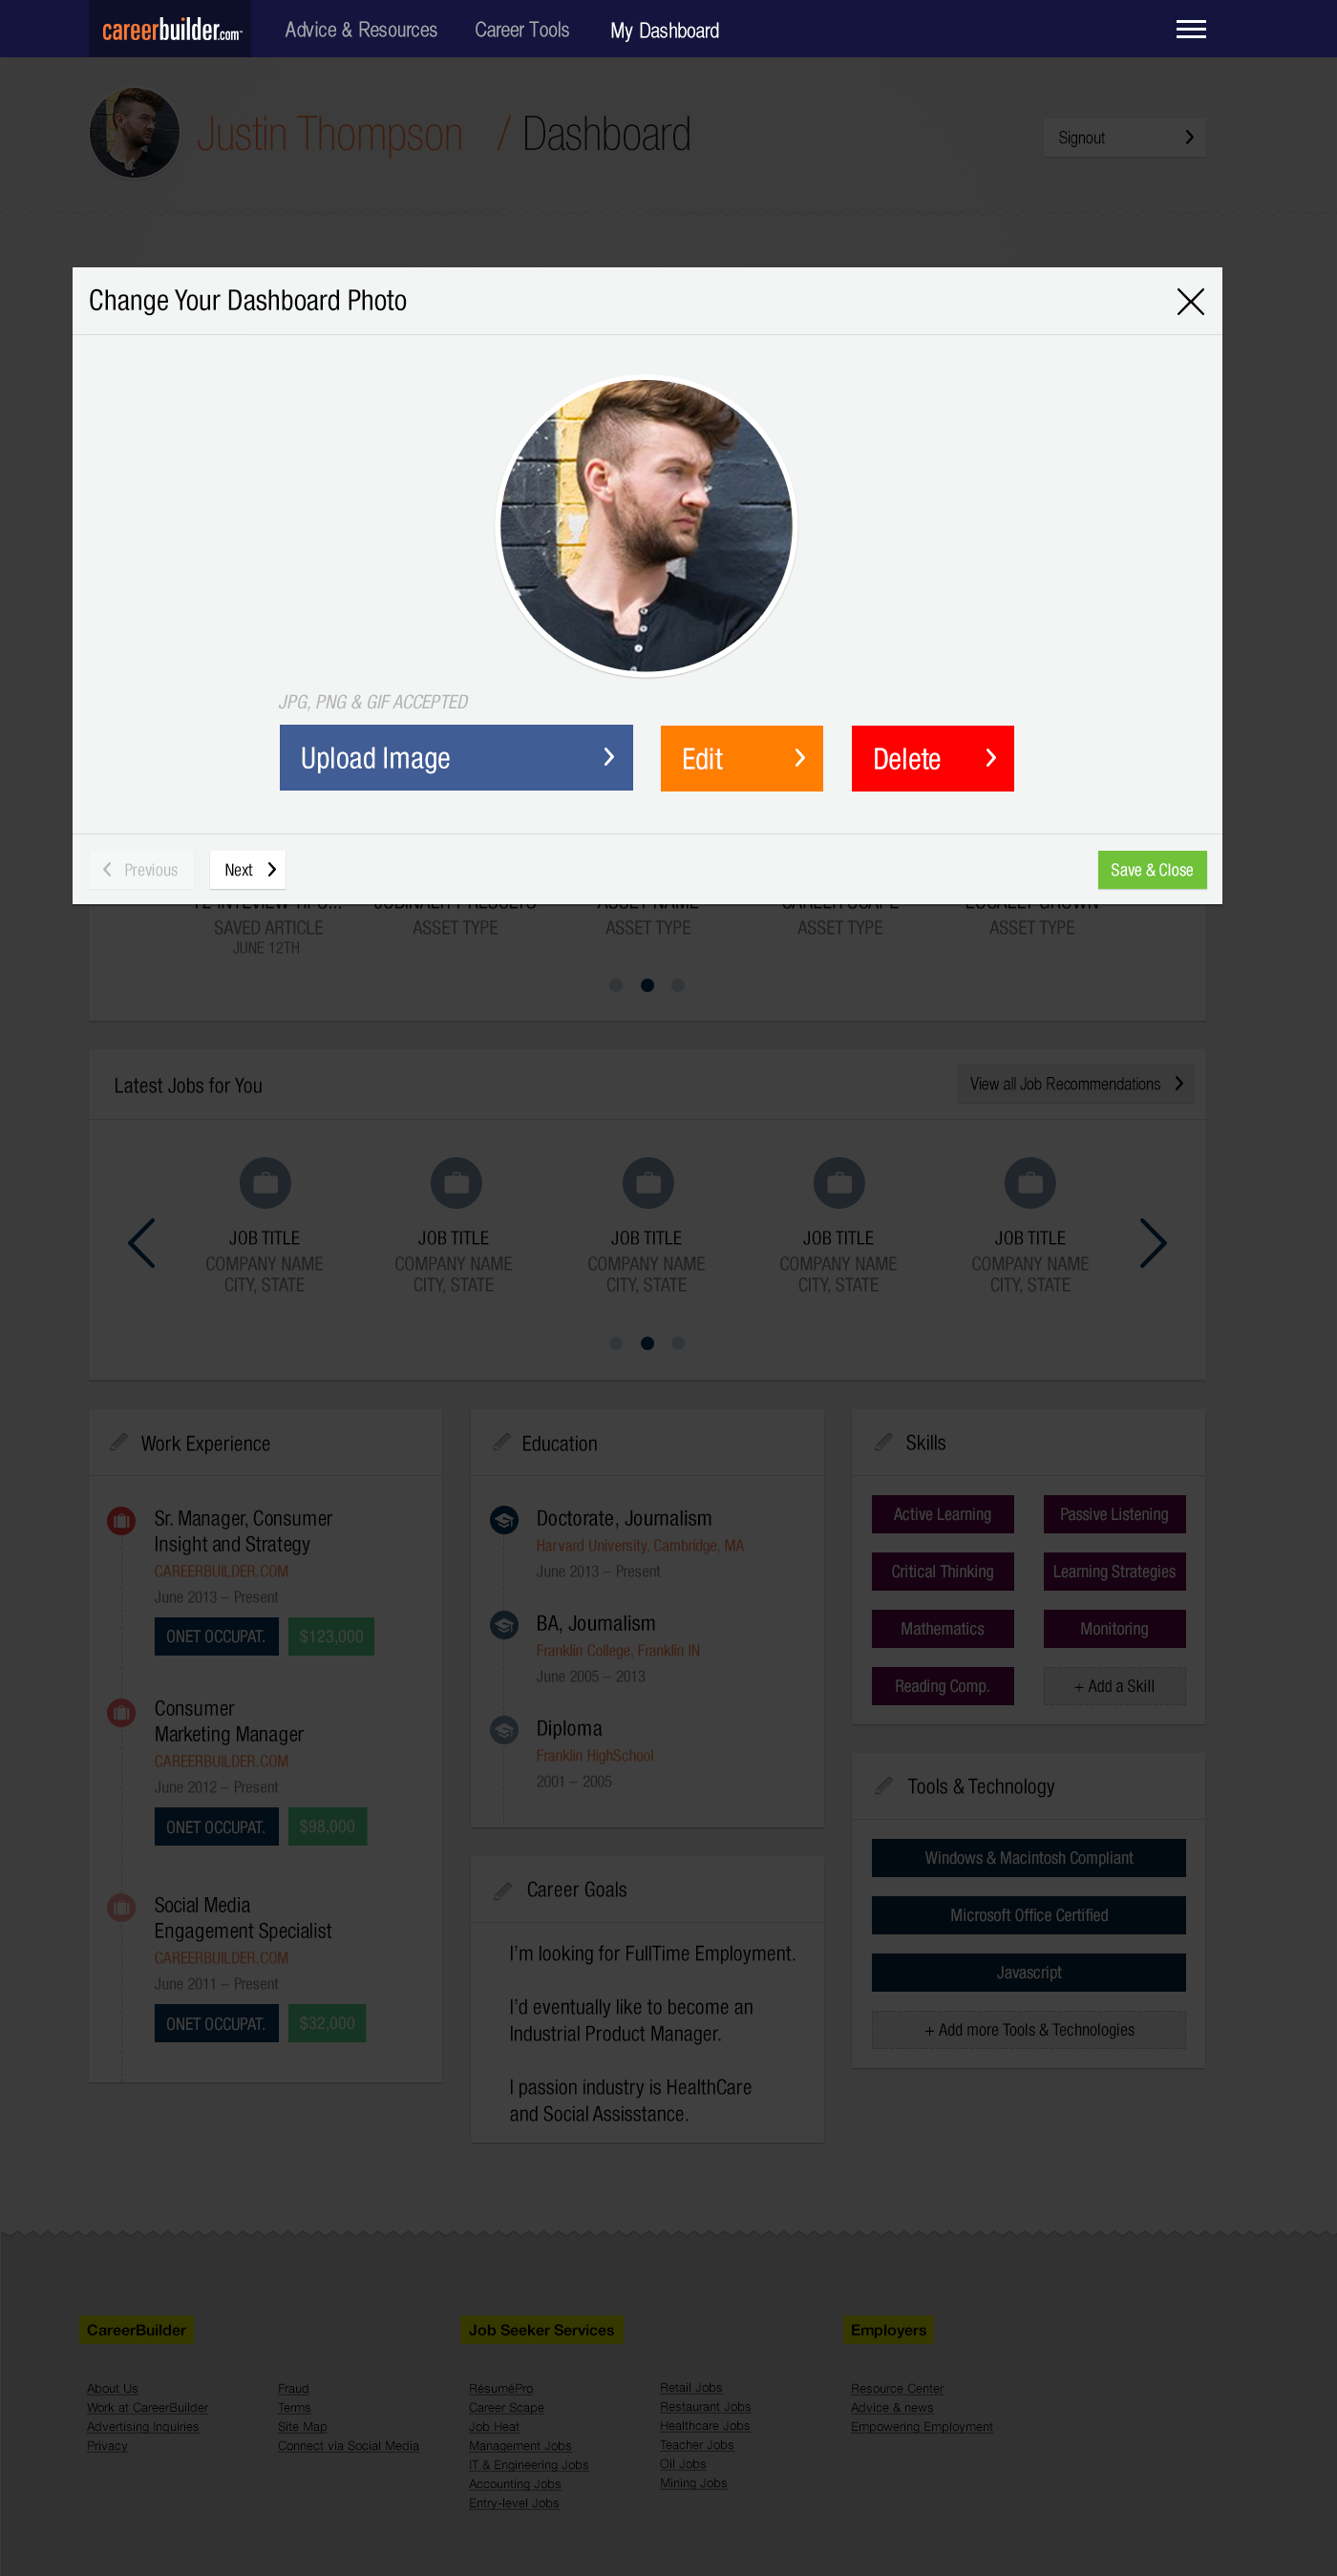 careerbuilder.com
Advice & Resources
Career Tools
My Dashboard
Justin Thompson / Dashboard
Signout
Change Your Dashboard Photo
JPG, PNG & GIF ACCEPTED
Upload Image
Edit
Delete
Previous
Next
Save & Close
SAVED ARTICLE
JUNE 12TH
ASSET TYPE
ASSET TYPE
ASSET TYPE
ASSET TYPE
Latest Jobs for You
View all Job Recommendations
JOB TITLE
COMPANY NAME
CITY, STATE
JOB TITLE
COMPANY NAME
CITY, STATE
JOB TITLE
COMPANY NAME
CITY, STATE
JOB TITLE
COMPANY NAME
CITY, STATE
JOB TITLE
COMPANY NAME
CITY, STATE
Work Experience
Sr. Manager, Consumer
Insight and Strategy
CAREERBUILDER.COM
June 2013 – Present
ONET OCCUPAT.
$123,000
Consumer
Marketing Manager
CAREERBUILDER.COM
June 2012 – Present
ONET OCCUPAT.
$98,000
Social Media
Engagement Specialist
CAREERBUILDER.COM
June 2011 – Present
ONET OCCUPAT.
$32,000
Education
Doctorate, Journalism
Harvard University, Cambridge, MA
June 2013 – Present
BA, Journalism
Franklin College, Franklin IN
June 2005 – 2013
Diploma
Franklin HighSchool
2001 – 2005
Career Goals
I'm looking for FullTime Employment.
I'd eventually like to become an
Industrial Product Manager.
I passion industry is HealthCare
and Social Assisstance.
Skills
Active Learning
Passive Listening
Critical Thinking
Learning Strategies
Mathematics
Monitoring
Reading Comp.
+ Add a Skill
Tools & Technology
Windows & Macintosh Compliant
Microsoft Office Certified
Javascript
+ Add more Tools & Technologies
CareerBuilder
About Us
Work at CareerBuilder
Advertising Inquiries
Privacy
Fraud
Terms
Site Map
Connect via Social Media
Job Seeker Services
RésuméPro
Career Scape
Job Heat
Management Jobs
IT & Engineering Jobs
Accounting Jobs
Entry-level Jobs
Retail Jobs
Restaurant Jobs
Healthcare Jobs
Teacher Jobs
Oil Jobs
Mining Jobs
Employers
Resource Center
Advice & news
Empowering Employment